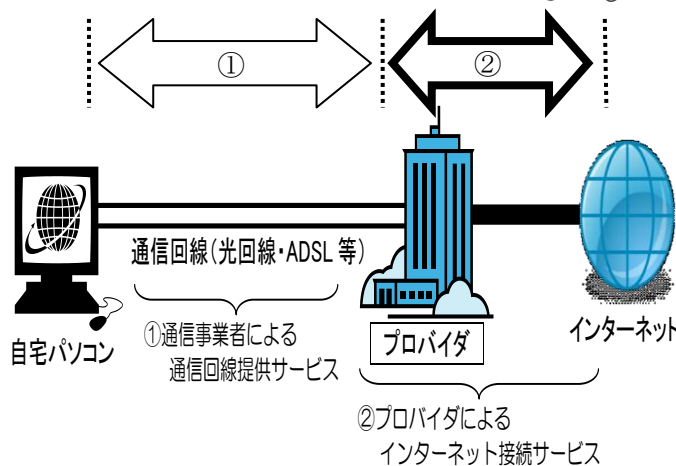 ① ②
通信回線(光回線・ADSL 等)
自宅パソコン
①通信事業者による
通信回線提供サービス
プロバイダ
インターネット
②プロバイダによる
インターネット接続サービス